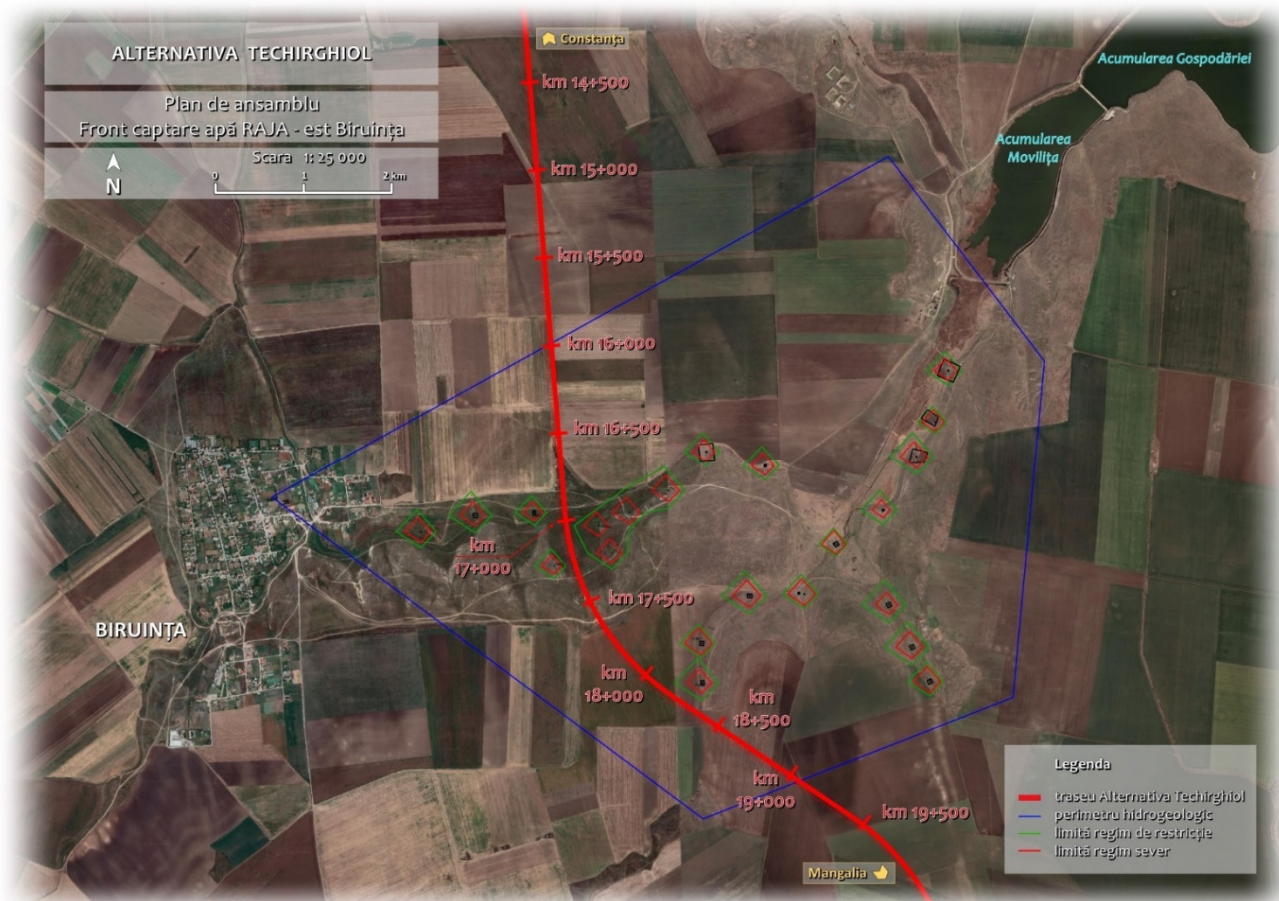 ALTERNATIVA TECHIRGHIOL
Plan de ansamblu
Front captare apă RAJA - est Biruința
Scara 1: 25 000
N
0 1 2 km
Constanța
km 14+500
km 15+000
km 15+500
km 16+000
km 16+500
km
17+000
km 17+500
km
18+000
km
18+500
km
19+000
km 19+500
Acumularea Gospodăriei
Acumularea
Movilița
BIRUINȚA
Mangalia
Legenda
traseu Alternativa Techirghiol
perimetru hidrogeologic
limită regim de restricție
limită regim sever